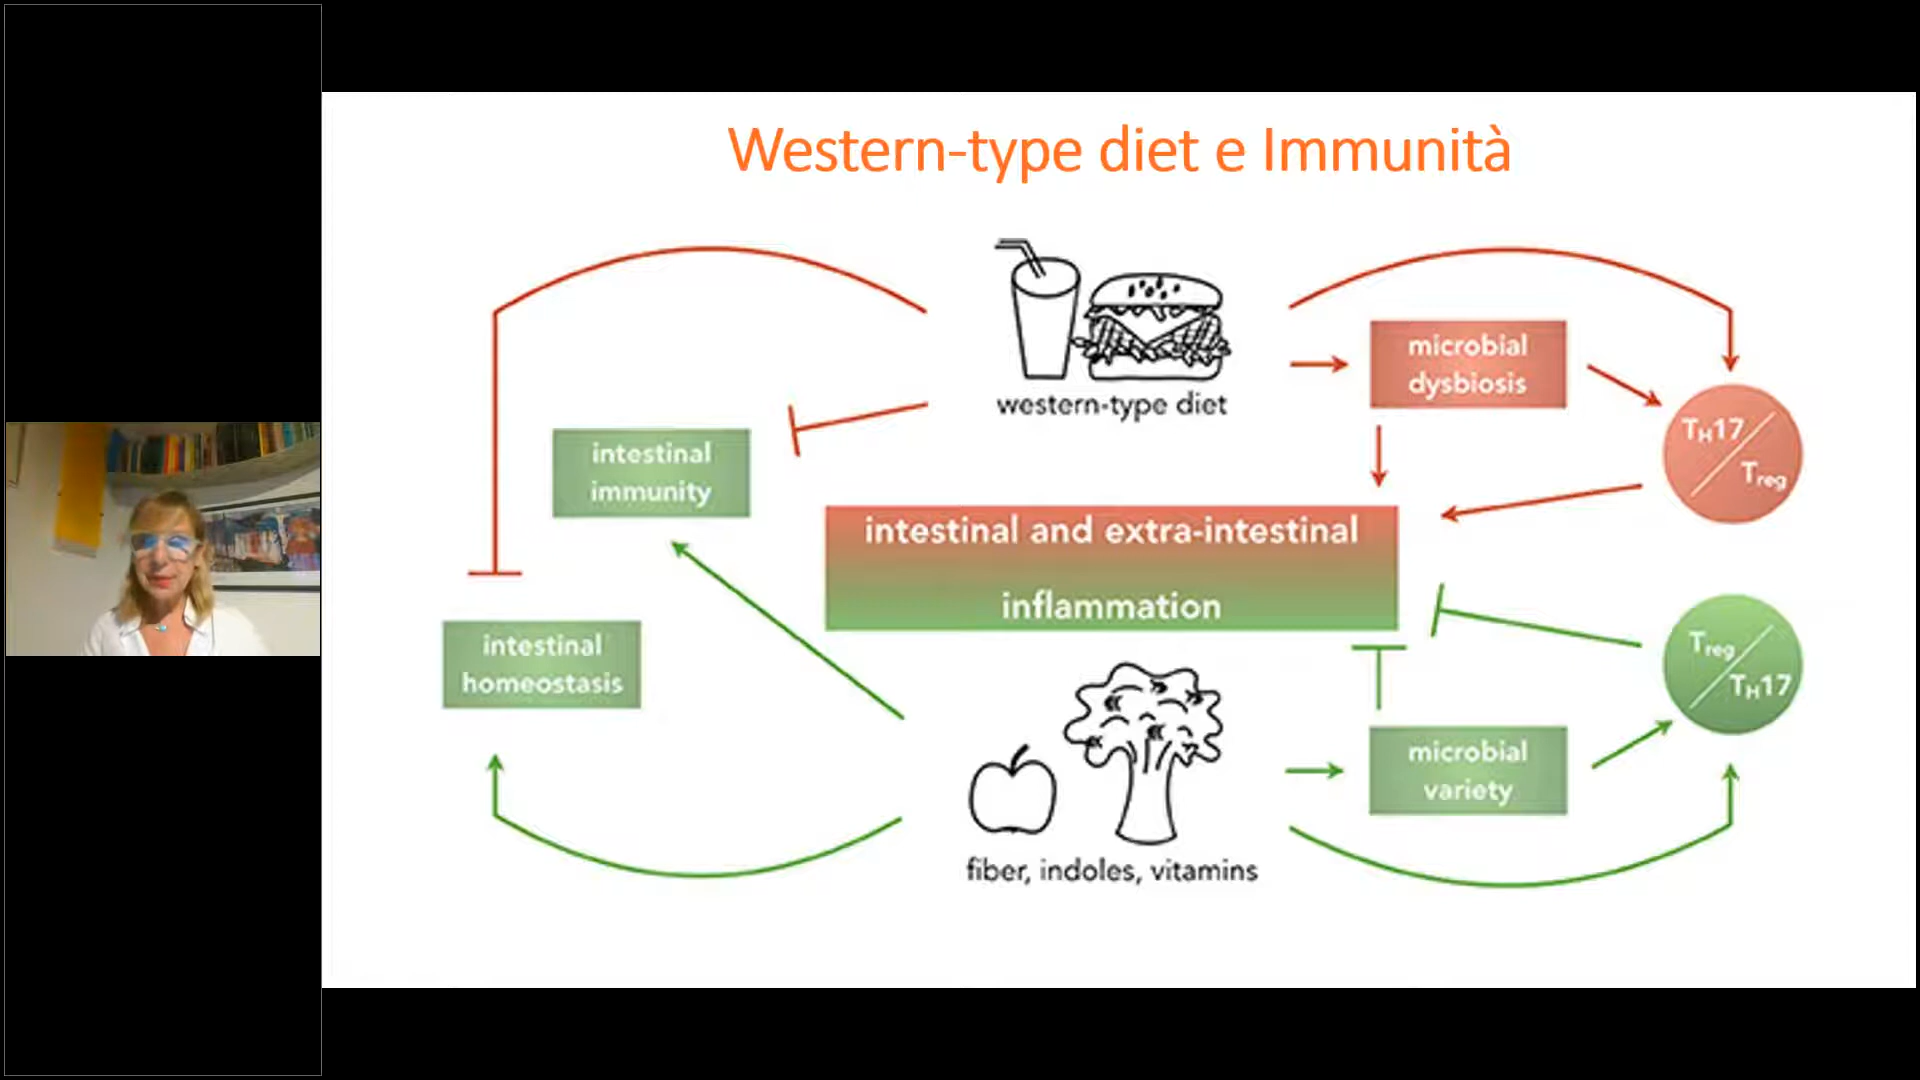 Western-type diet e Immunità
western-type diet
microbial
dysbiosis
TH17
Treg
intestinal
immunity
intestinal and extra-intestinal
inflammation
intestinal
homeostasis
Treg
TH17
microbial
variety
fiber, indoles, vitamins